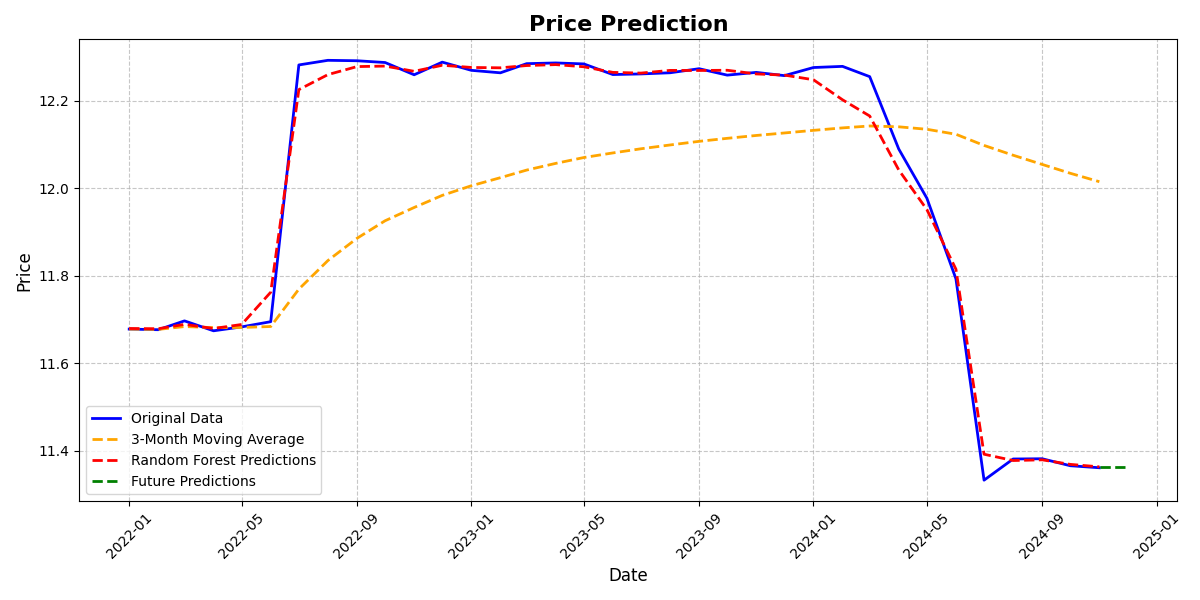 Price Prediction
Price
12.2
12.0
11.8
11.6
11.4
Original Data
3-Month Moving Average
Random Forest Predictions
Future Predictions
2022-01
2022-05
2022-09
2023-01
2023-05
2023-09
2024-01
2024-05
2024-09
2025-01
Date